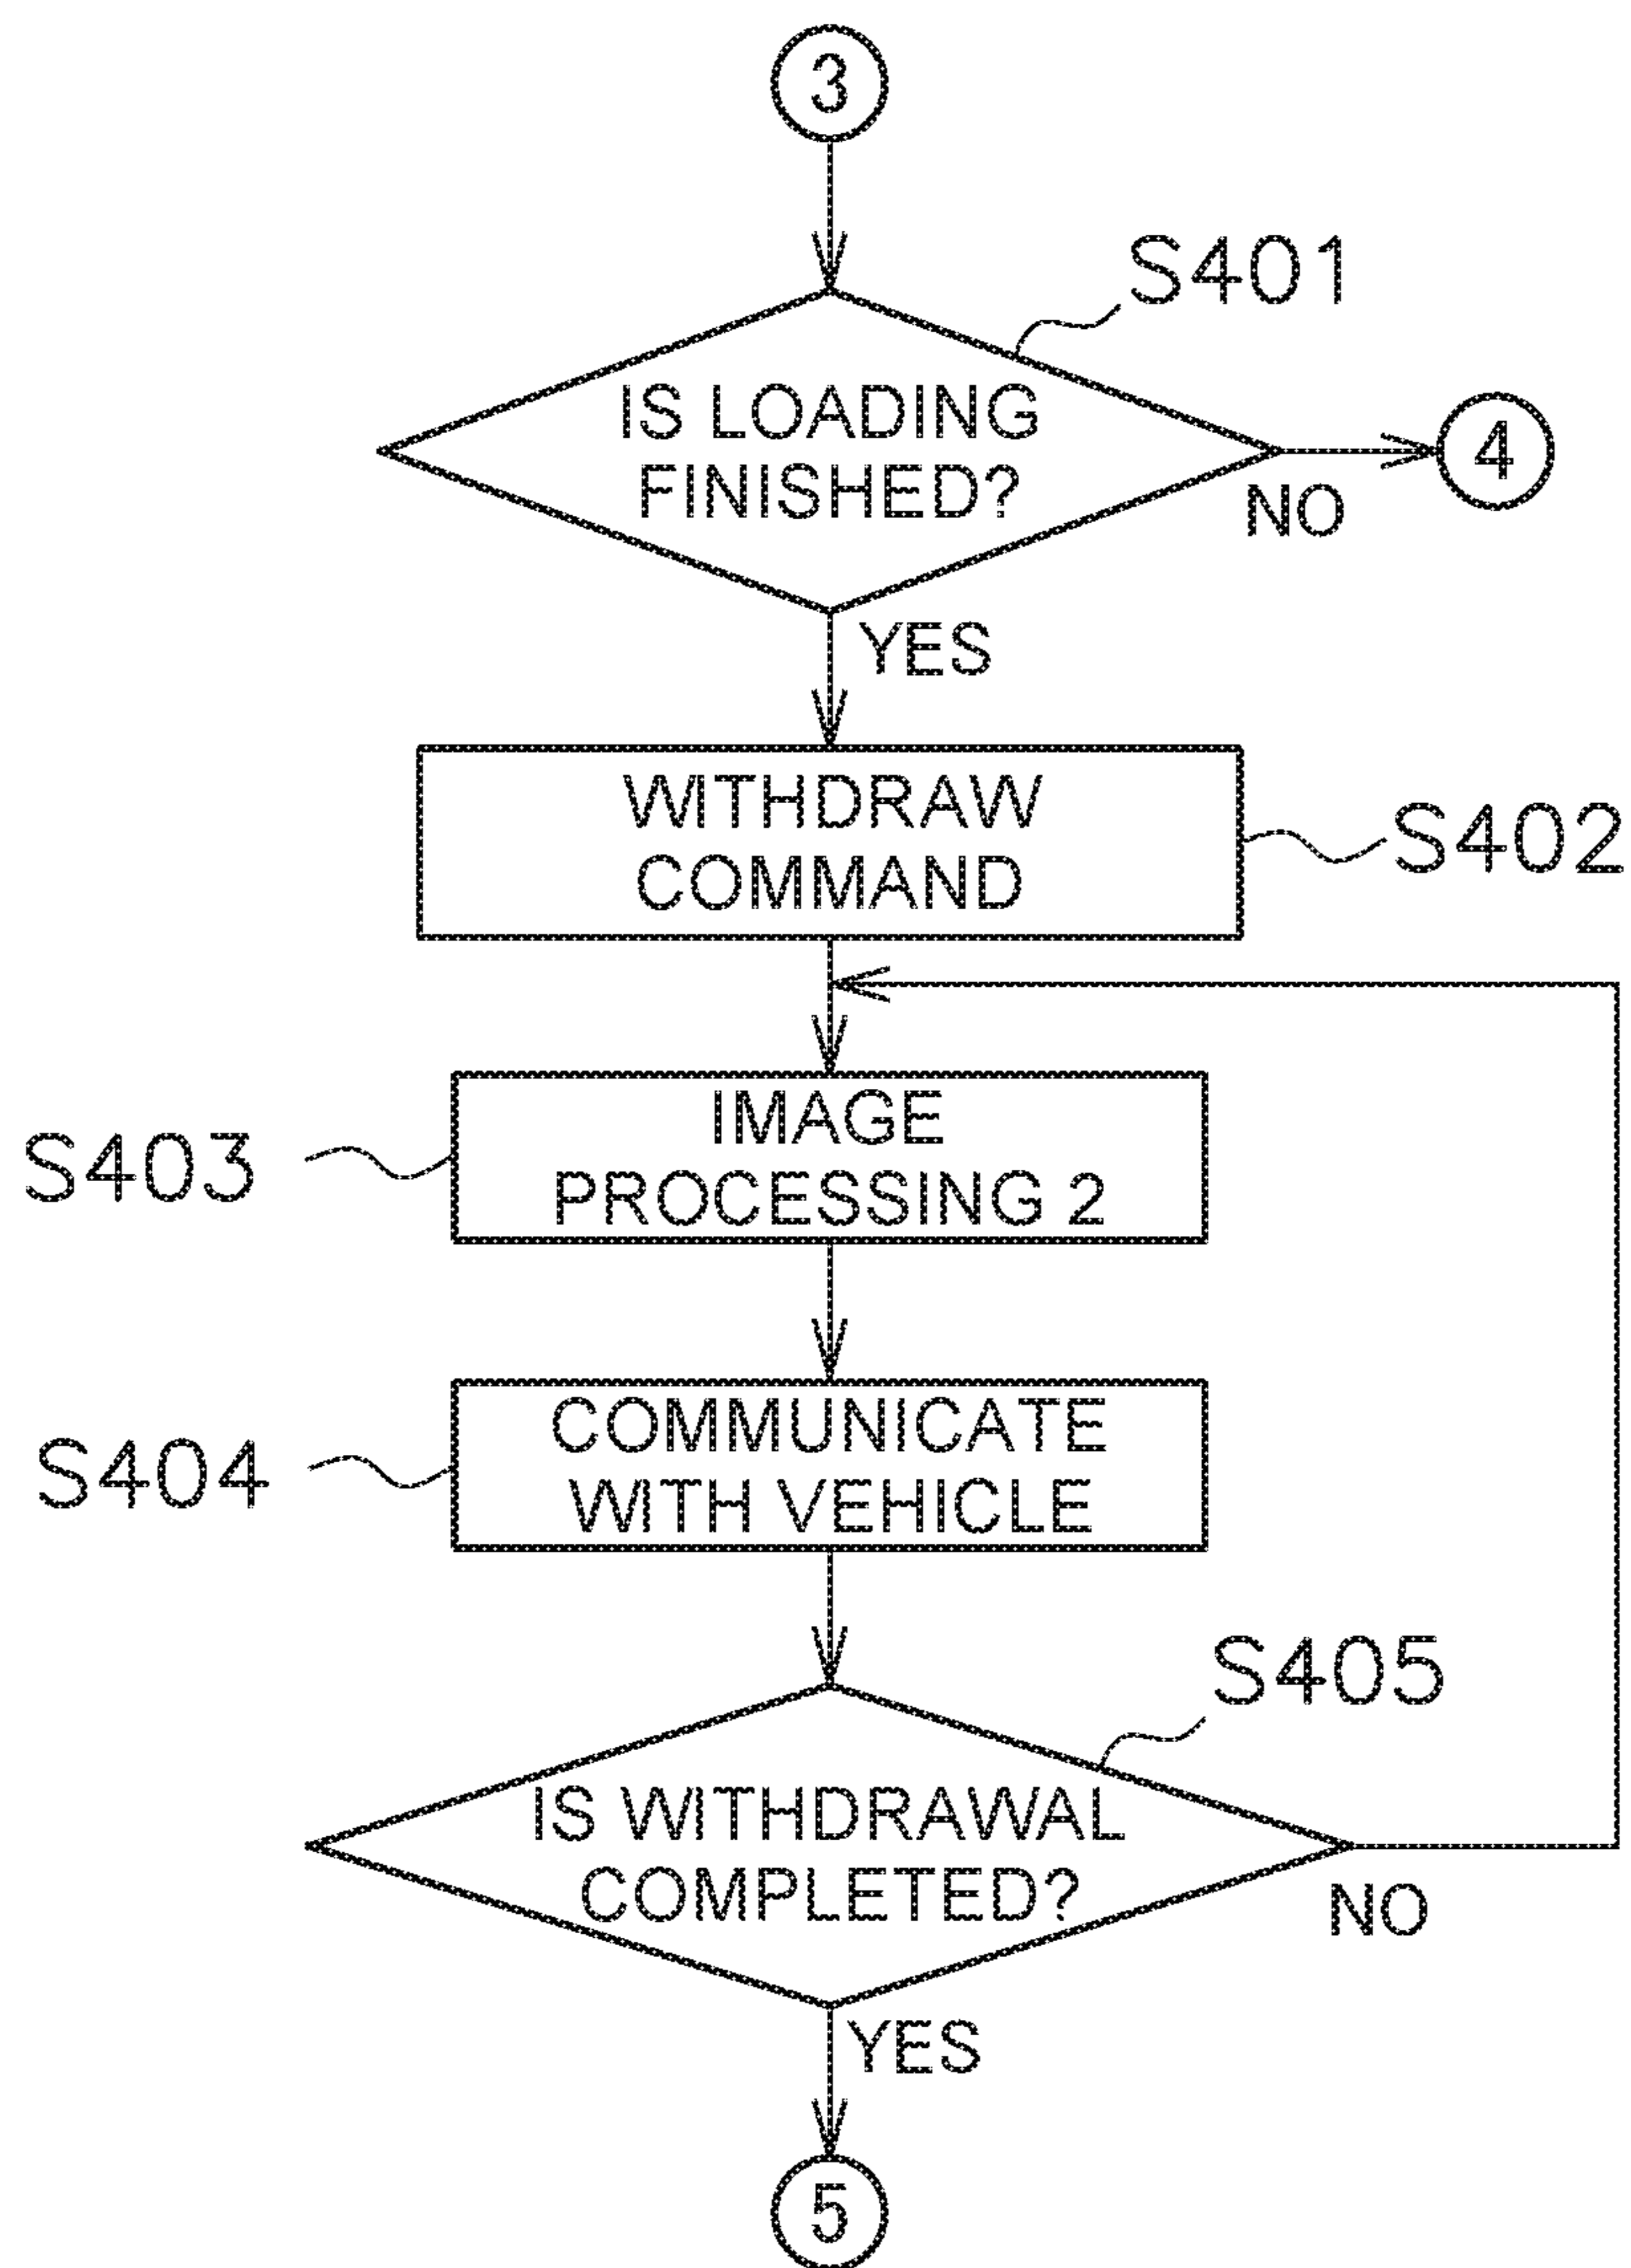 3
S401
IS LOADING
FINISHED?
4
NO
YES
WITHDRAW
COMMAND
S402
IMAGE
PROCESSING 2
S403
COMMUNICATE
WITH VEHICLE
S404
S405
IS WITHDRAWAL
COMPLETED?
NO
YES
5